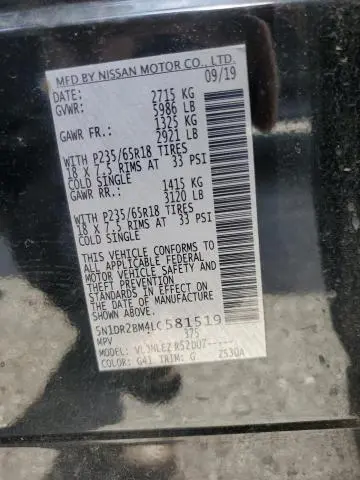 MFD BY NISSAN MOTOR CO., LTD.
DATE: 09/19
GVWR: 2715 KG
5986 LB
GAWR FR.: 1325 KG
2921 LB
WITH P235/65R18 TIRES
18 X 7.5 RIMS AT 33 PSI
COLD SINGLE
GAWR RR.: 1415 KG
3120 LB
WITH P235/65R18 TIRES
18 X 7.5 RIMS AT 33 PSI
COLD SINGLE
THIS VEHICLE CONFORMS TO
ALL APPLICABLE FEDERAL
MOTOR VEHICLE SAFETY AND
THEFT PREVENTION
STANDARDS IN EFFECT ON THE
DATE OF MANUFACTURE
SHOWN ABOVE.
5N1DR2BM4LC581519
MPV 375
COLOR: G41 TRIM: G 2530A